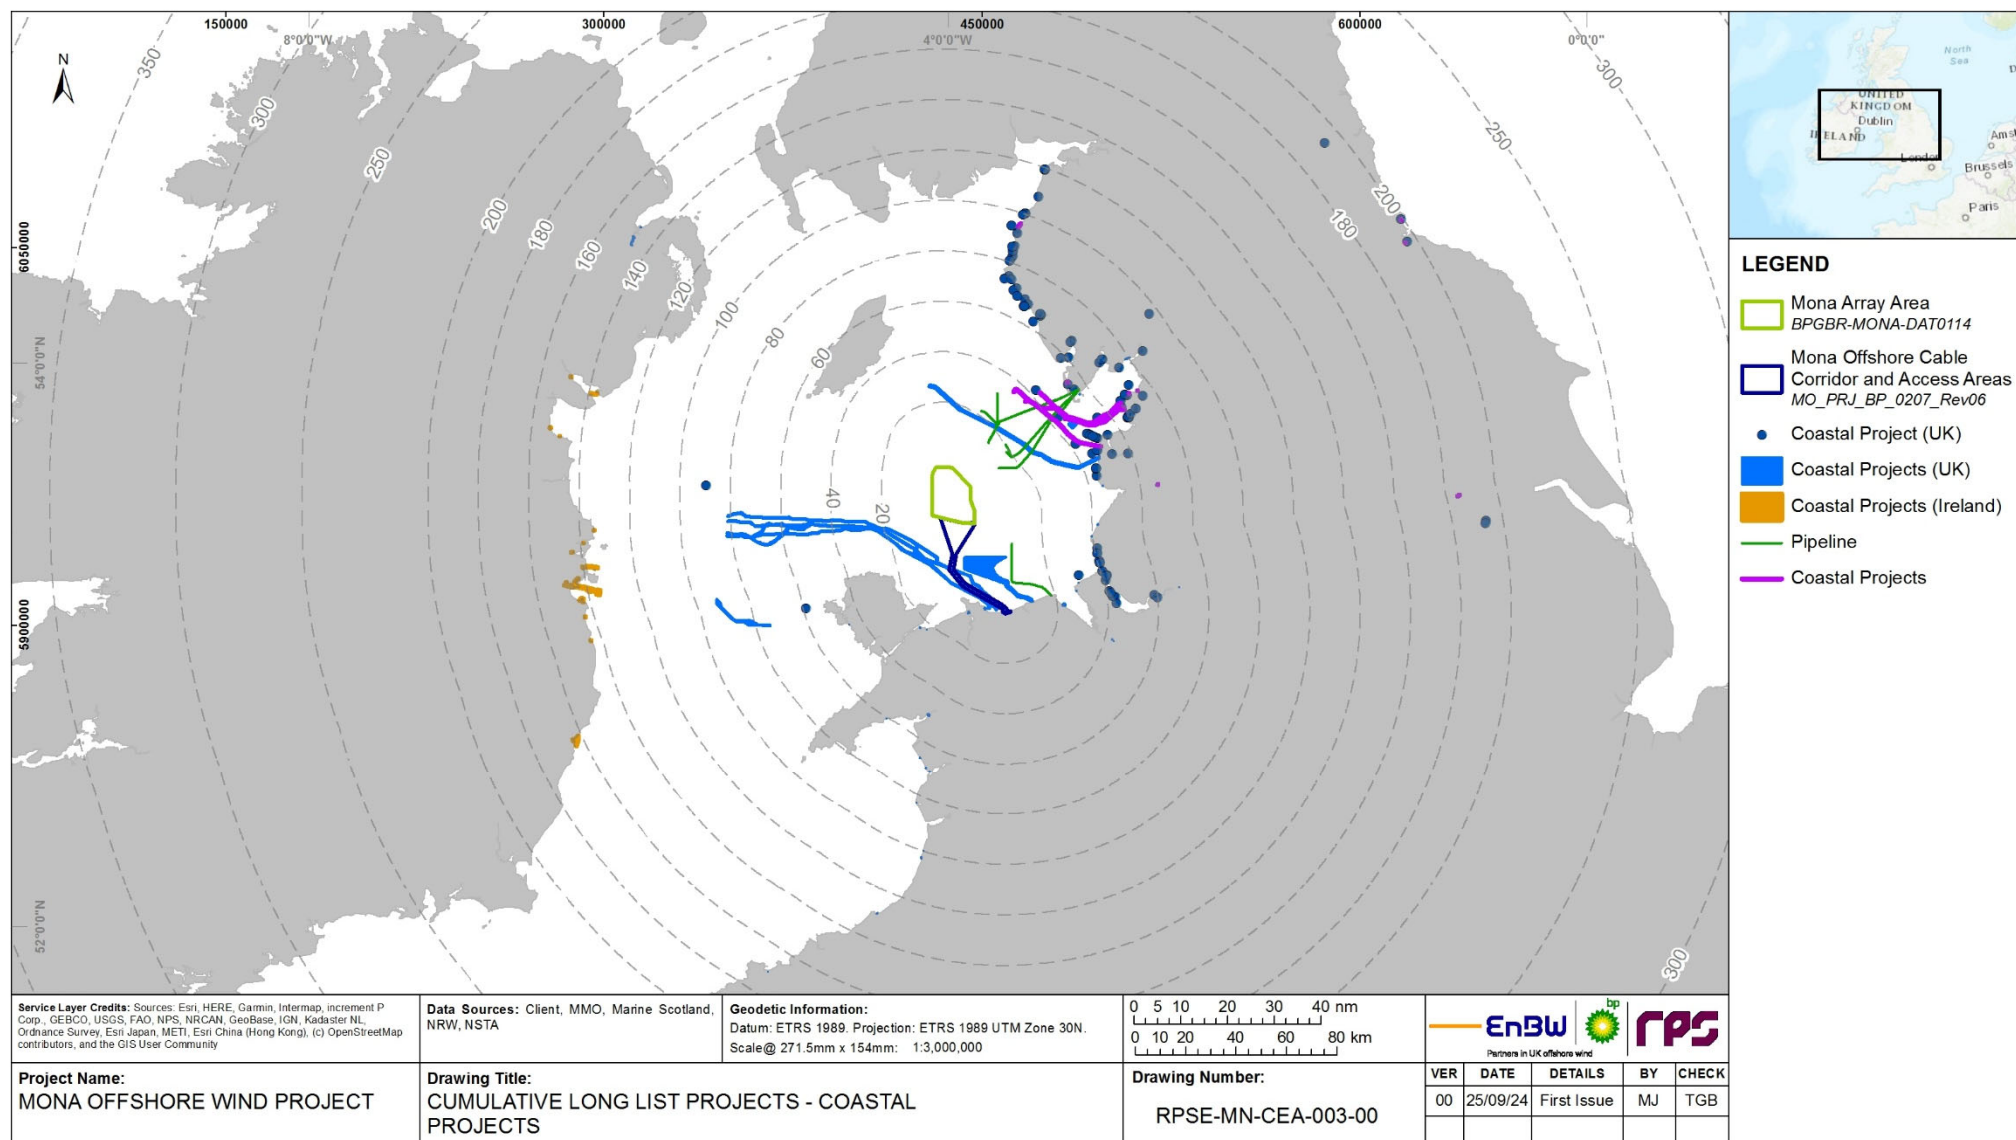 150000
300000
450000
600000
8°0'0"W
4°0'0"W
0°0'0"
N
6050000
5900000
54°0'0"N
52°0'0"N
350
300
250
200
180
160
140
120
100
80
60
40
20
300
250
200
180
300
North
Sea
UNITED
KINGDOM
Dublin
IRELAND
London
Amst
Brussels
Paris
LEGEND
Mona Array Area
BPGBR-MONA-DAT0114
Mona Offshore Cable
Corridor and Access Areas
MO_PRJ_BP_0207_Rev06
Coastal Project (UK)
Coastal Projects (UK)
Coastal Projects (Ireland)
Pipeline
Coastal Projects
Service Layer Credits: Sources: Esri, HERE, Garmin, Intermap, increment P
Corp., GEBCO, USGS, FAO, NPS, NRCAN, GeoBase, IGN, Kadaster NL,
Ordnance Survey, Esri Japan, METI, Esri China (Hong Kong), (c) OpenStreetMap
contributors, and the GIS User Community
Data Sources: Client, MMO, Marine Scotland,
NRW, NSTA
Geodetic Information:
Datum: ETRS 1989. Projection: ETRS 1989 UTM Zone 30N.
Scale@ 271.5mm x 154mm: 1:3,000,000
0 5 10 20 30 40 nm
0 10 20 40 60 80 km
EnBW
bp
rps
Partners in UK offshore wind
Project Name:
MONA OFFSHORE WIND PROJECT
Drawing Title:
CUMULATIVE LONG LIST PROJECTS - COASTAL
PROJECTS
Drawing Number:
RPSE-MN-CEA-003-00
VER DATE DETAILS BY CHECK
00 25/09/24 First Issue MJ TGB